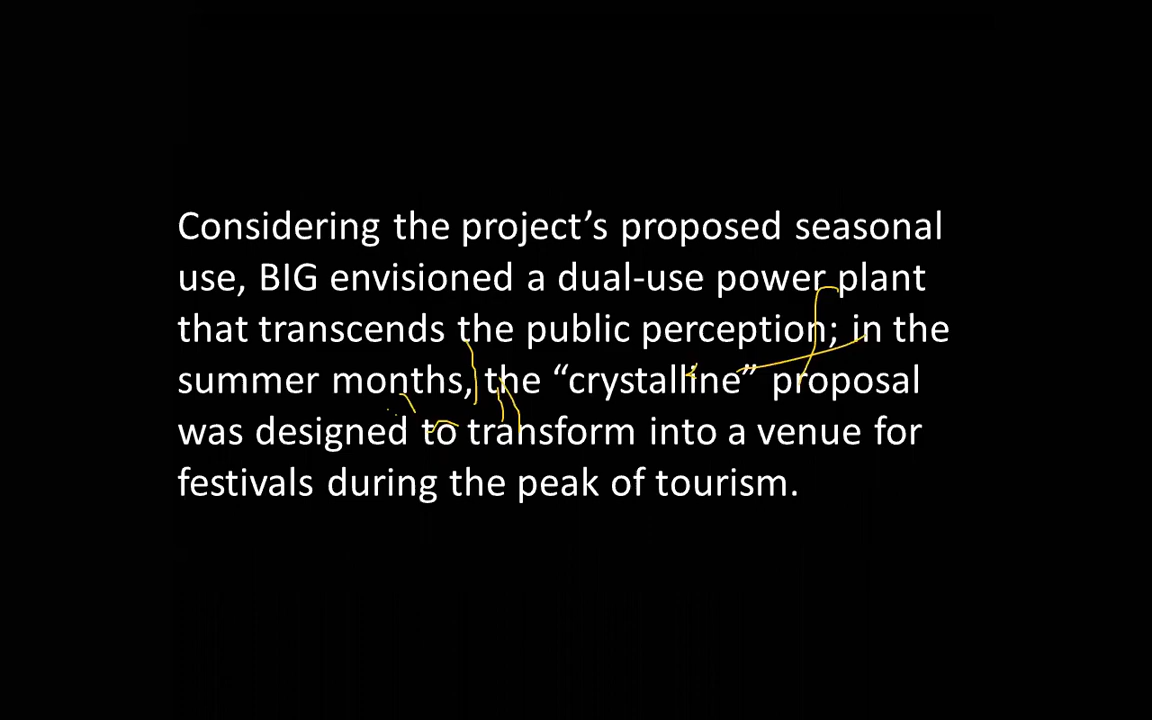 Considering the project’s proposed seasonal
use, BIG envisioned a dual-use power plant
that transcends the public perception; in the
summer months, the “crystalline” proposal
was designed to transform into a venue for
festivals during the peak of tourism.